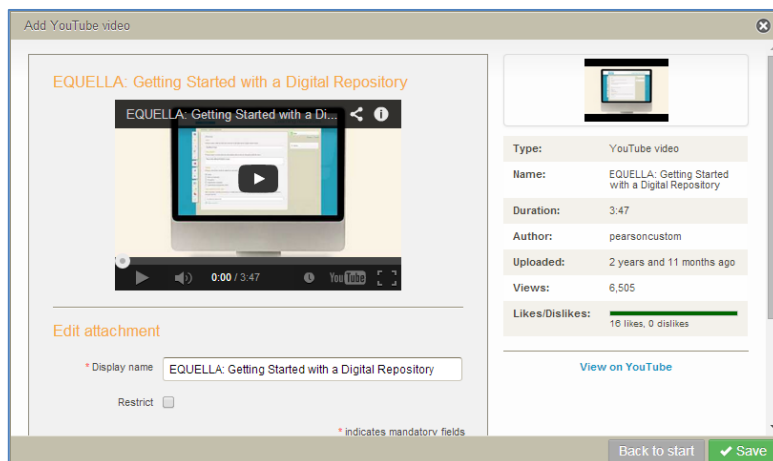 Add YouTube video
EQUELLA: Getting Started with a Digital Repository
EQUELLA: Getting Started with a Di...
0:00 / 3:47
YouTube
Edit attachment
* Display name
EQUELLA: Getting Started with a Digital Repository
Restrict
* indicates mandatory fields
Type: YouTube video
Name: EQUELLA: Getting Started
with a Digital Repository
Duration: 3:47
Author: pearsoncustom
Uploaded: 2 years and 11 months ago
Views: 6,505
Likes/Dislikes:
16 likes, 0 dislikes
View on YouTube
Back to start
Save